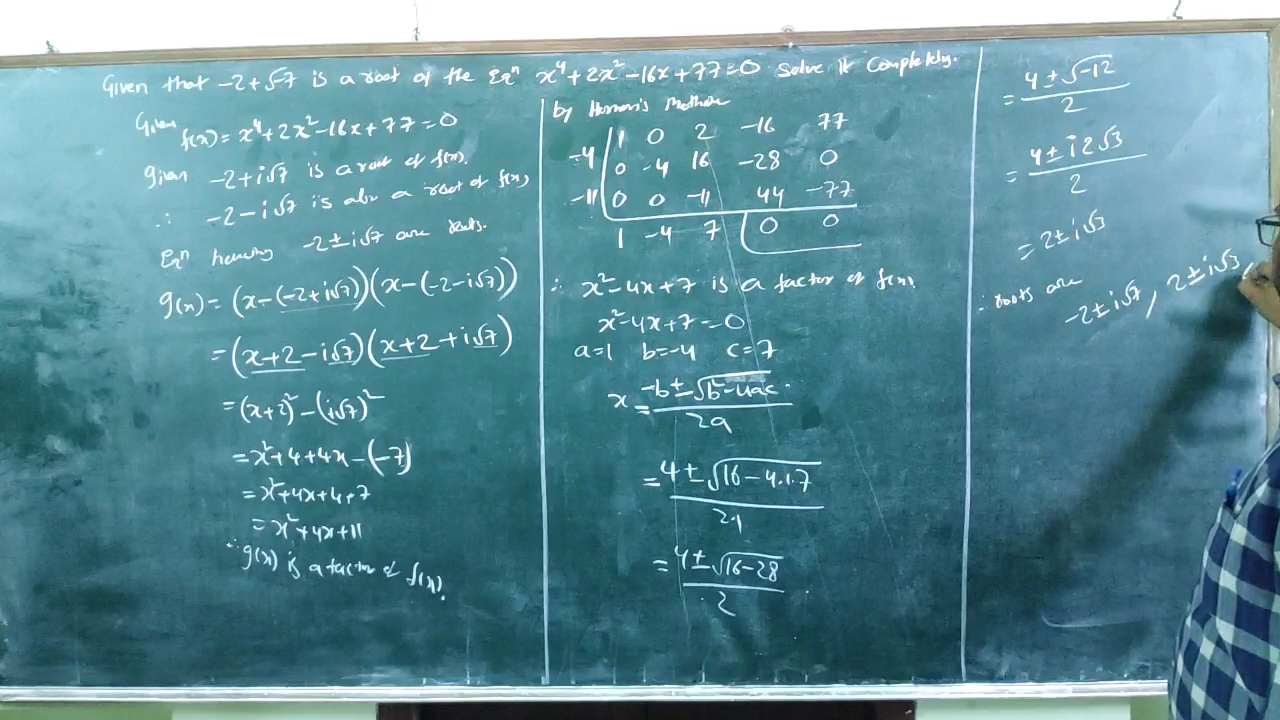 Given that -2+√7 is a root of the Eqⁿ x⁴+2x²-16x+77=0 Solve it Completely.
Given
f(x)=x⁴+2x²-16x+77=0
Given -2+i√7 is a root of f(x).
∴ -2-i√7 is also a root of f(x),
Eqⁿ having -2±i√7 are roots.
g(x)=(x-(-2+i√7))(x-(-2-i√7))
=(x+2-i√7)(x+2+i√7)
=(x+2)²-(i√7)²
=x²+4+4x-(-7)
=x²+4x+4+7
=x²+4x+11
∴ g(x) is a factor of f(x).
by Horner's Method
1 0 2 -16 77
-4 0 -4 16 -28 0
-11 0 0 -11 44 -77
1 -4 7 0 0
∴ x²-4x+7 is a factor of f(x).
x²-4x+7=0
a=1 b=-4 c=7
x=(-b±√(b²-4ac))/2a
=(4±√(16-4.1.7))/2.1
=(4±√(16-28))/2
=(4±√-12)/2
=(4±i2√3)/2
=2±i√3
∴ roots are
-2±i√7, 2±i√3,